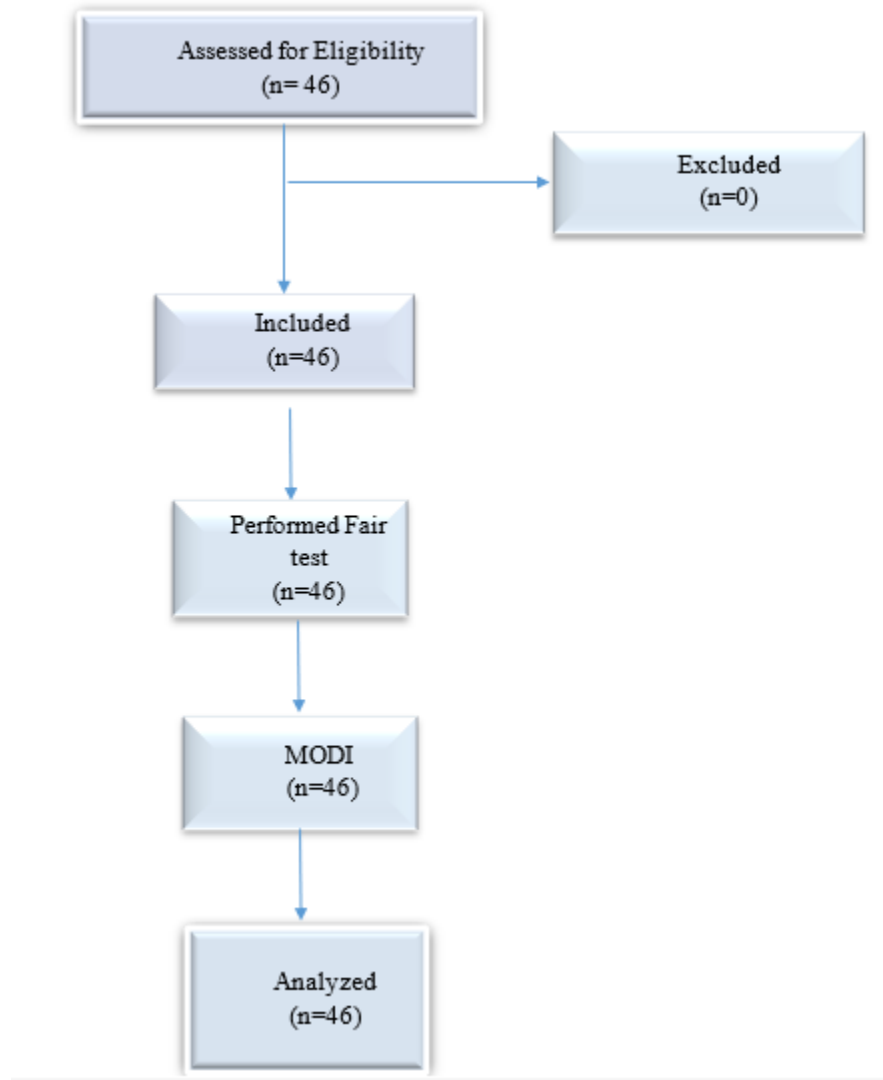 Assessed for Eligibility
(n= 46)
Excluded
(n=0)
Included
(n=46)
Performed Fair
test
(n=46)
MODI
(n=46)
Analyzed
(n=46)